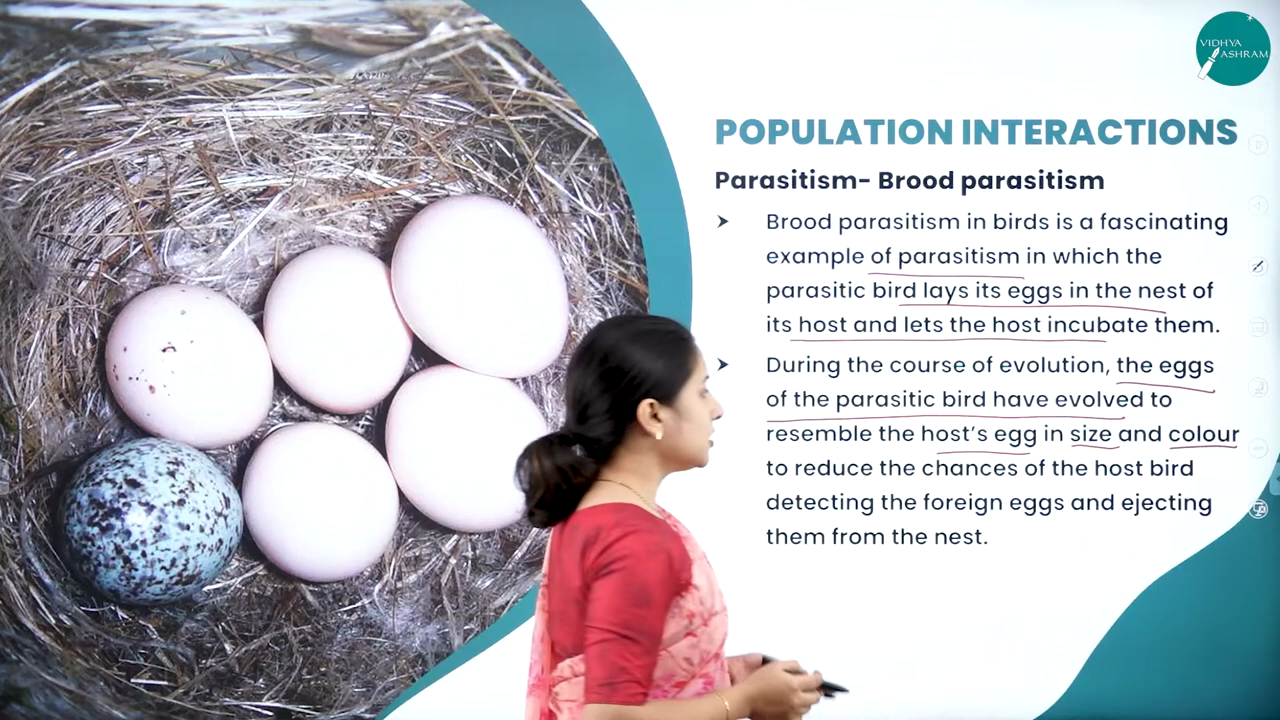 VIDHYA
ASHRAM
POPULATION INTERACTIONS
Parasitism- Brood parasitism
➤ Brood parasitism in birds is a fascinating
example of parasitism in which the
parasitic bird lays its eggs in the nest of
its host and lets the host incubate them.
➤ During the course of evolution, the eggs
of the parasitic bird have evolved to
resemble the host's egg in size and colour
to reduce the chances of the host bird
detecting the foreign eggs and ejecting
them from the nest.